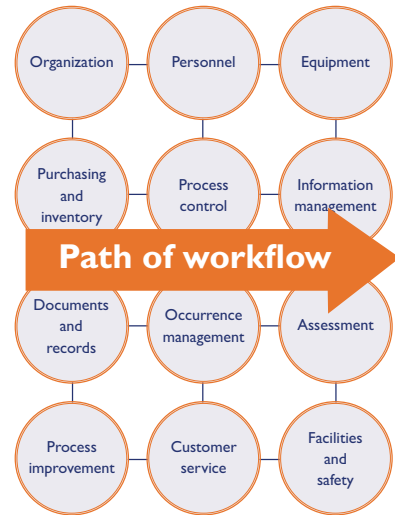 Organization
Personnel
Equipment
Purchasing
and
inventory
Process
control
Information
management
Path of workflow
Documents
and
records
Occurrence
management
Assessment
Process
improvement
Customer
service
Facilities
and
safety